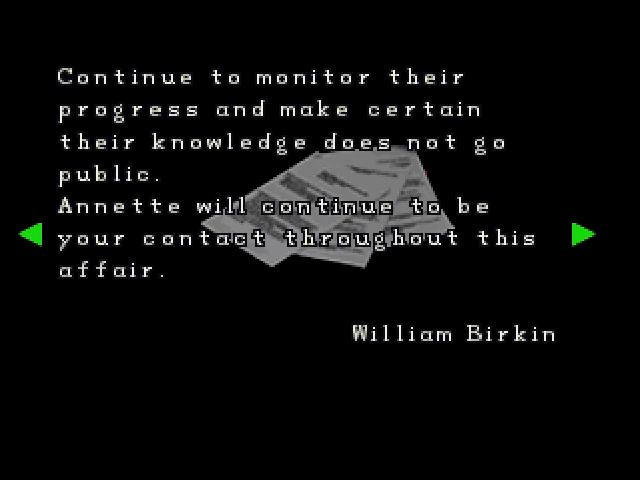 Continue to monitor their
progress and make certain
their knowledge does not go
public.
Annette will continue to be
your contact throughout this
affair.
William Birkin